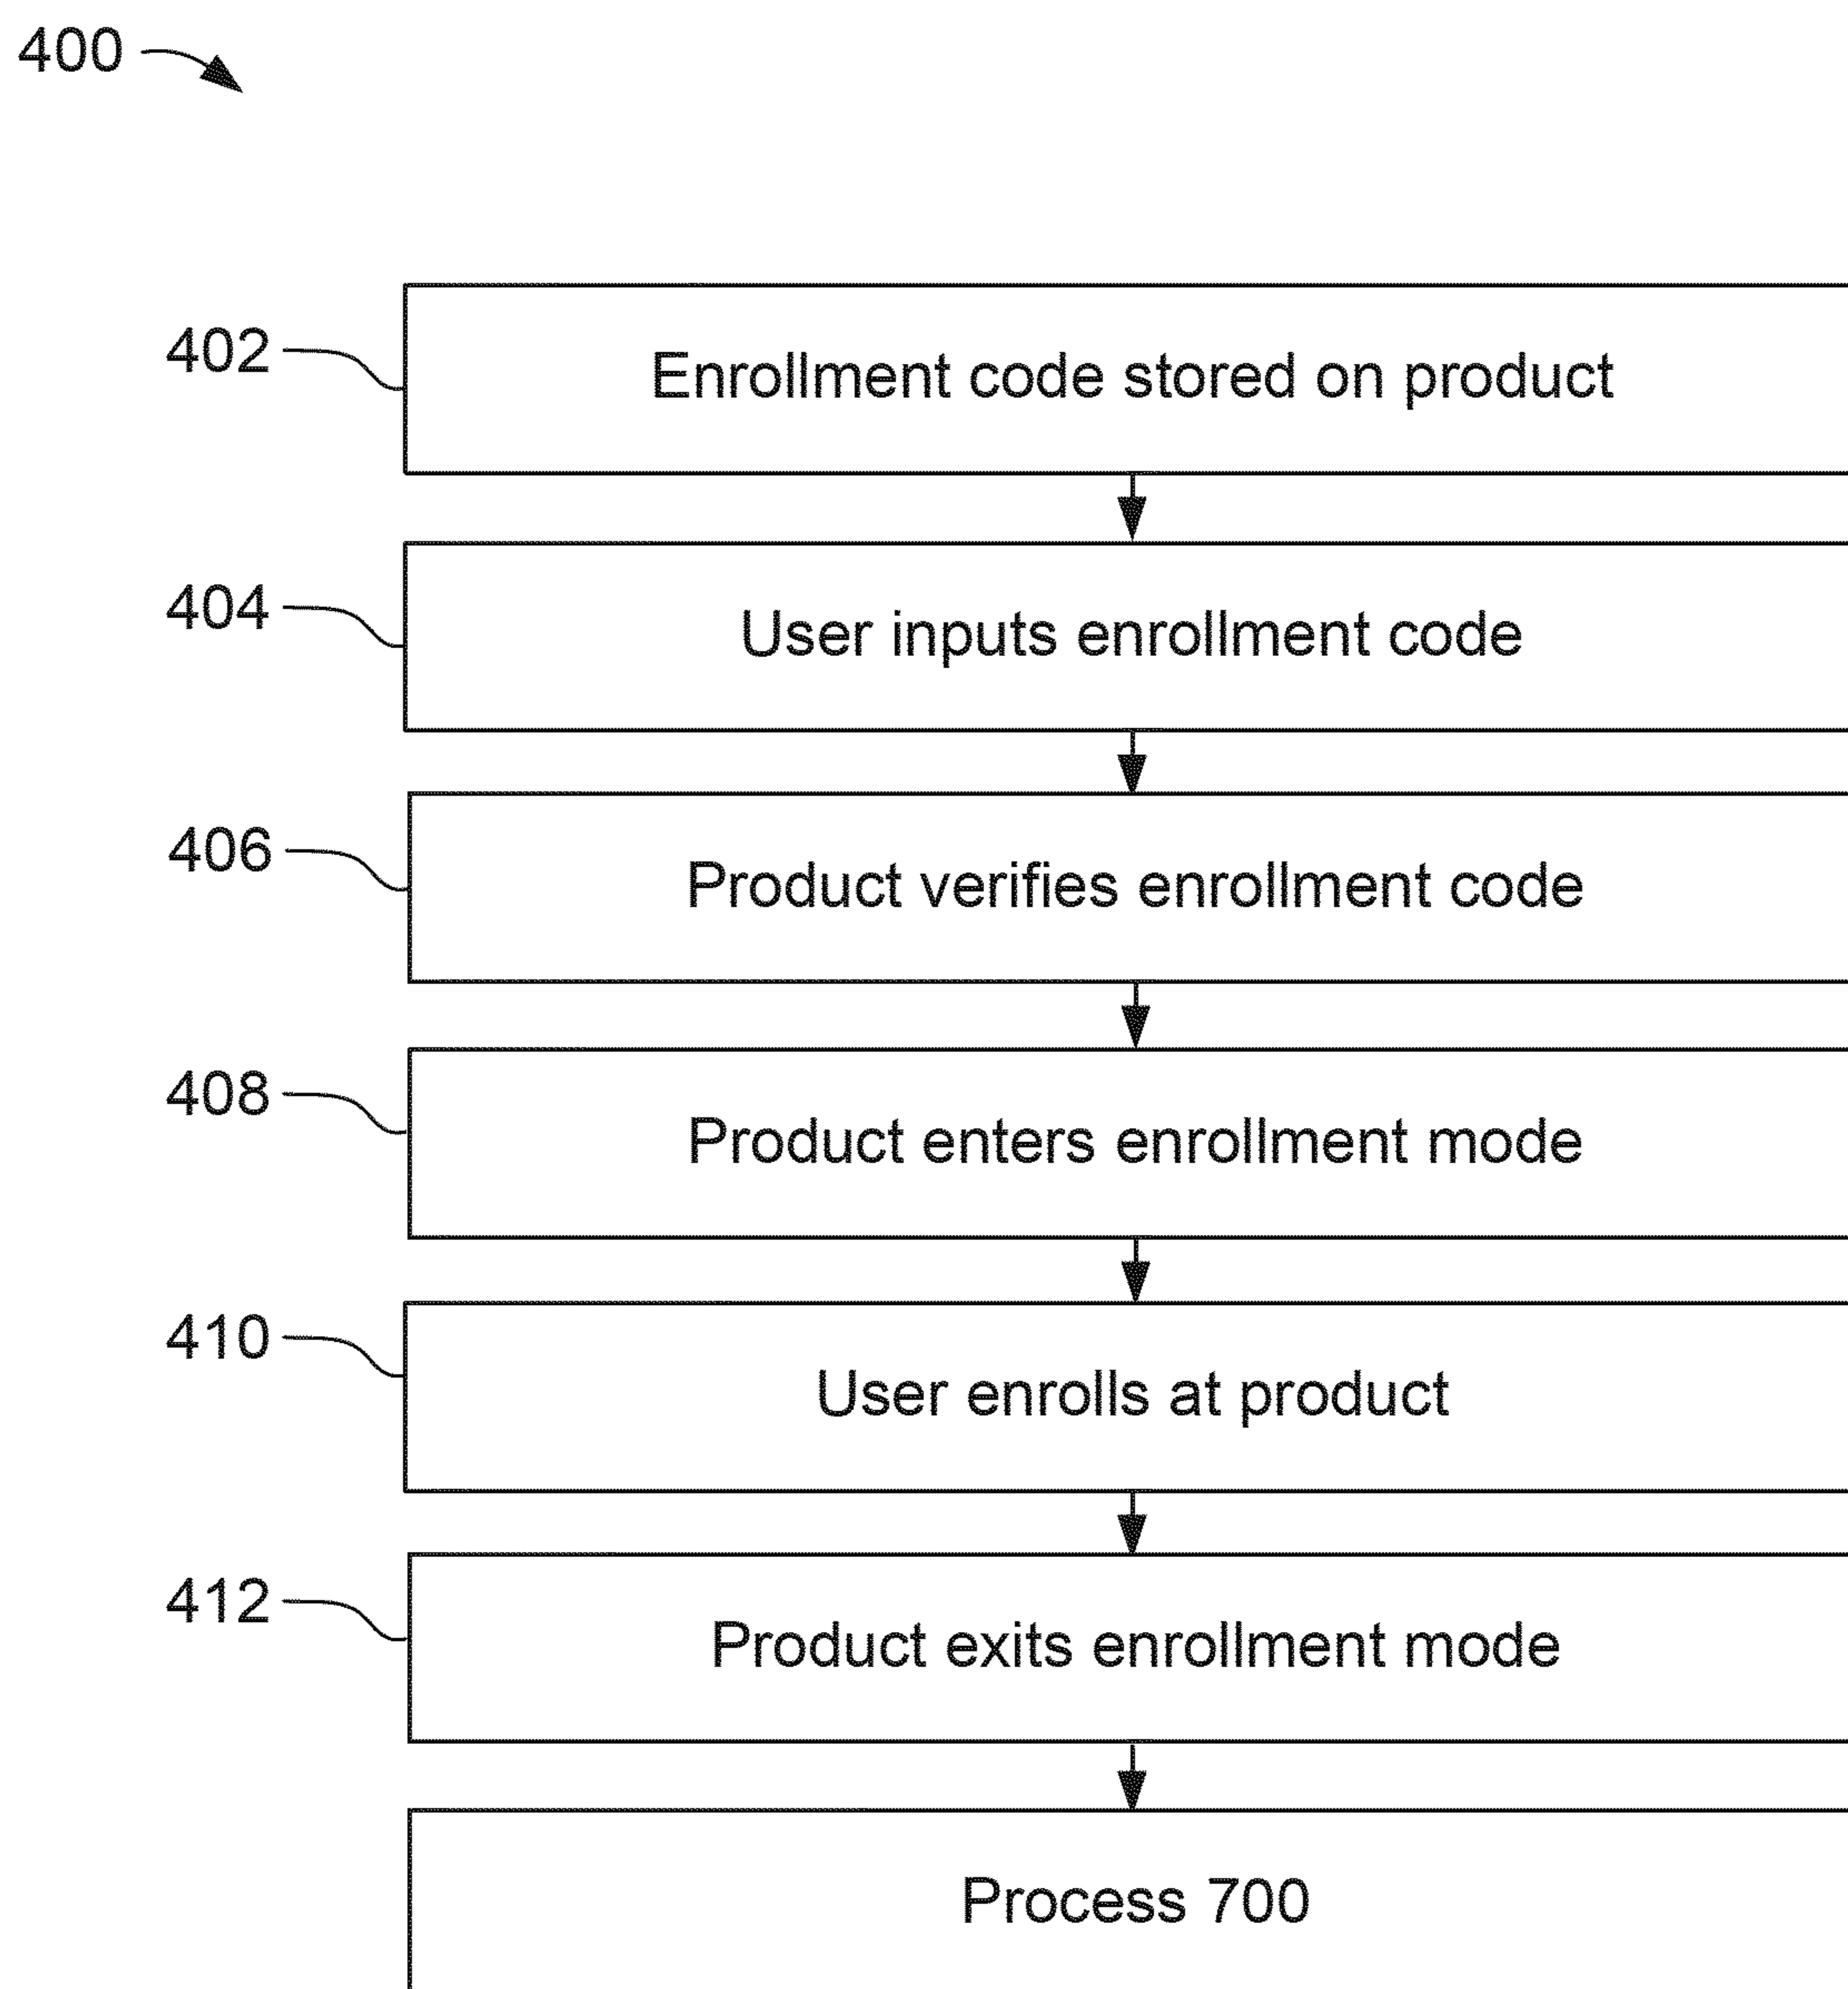 400
402
Enrollment code stored on product
404
User inputs enrollment code
406
Product verifies enrollment code
408
Product enters enrollment mode
410
User enrolls at product
412
Product exits enrollment mode
Process 700